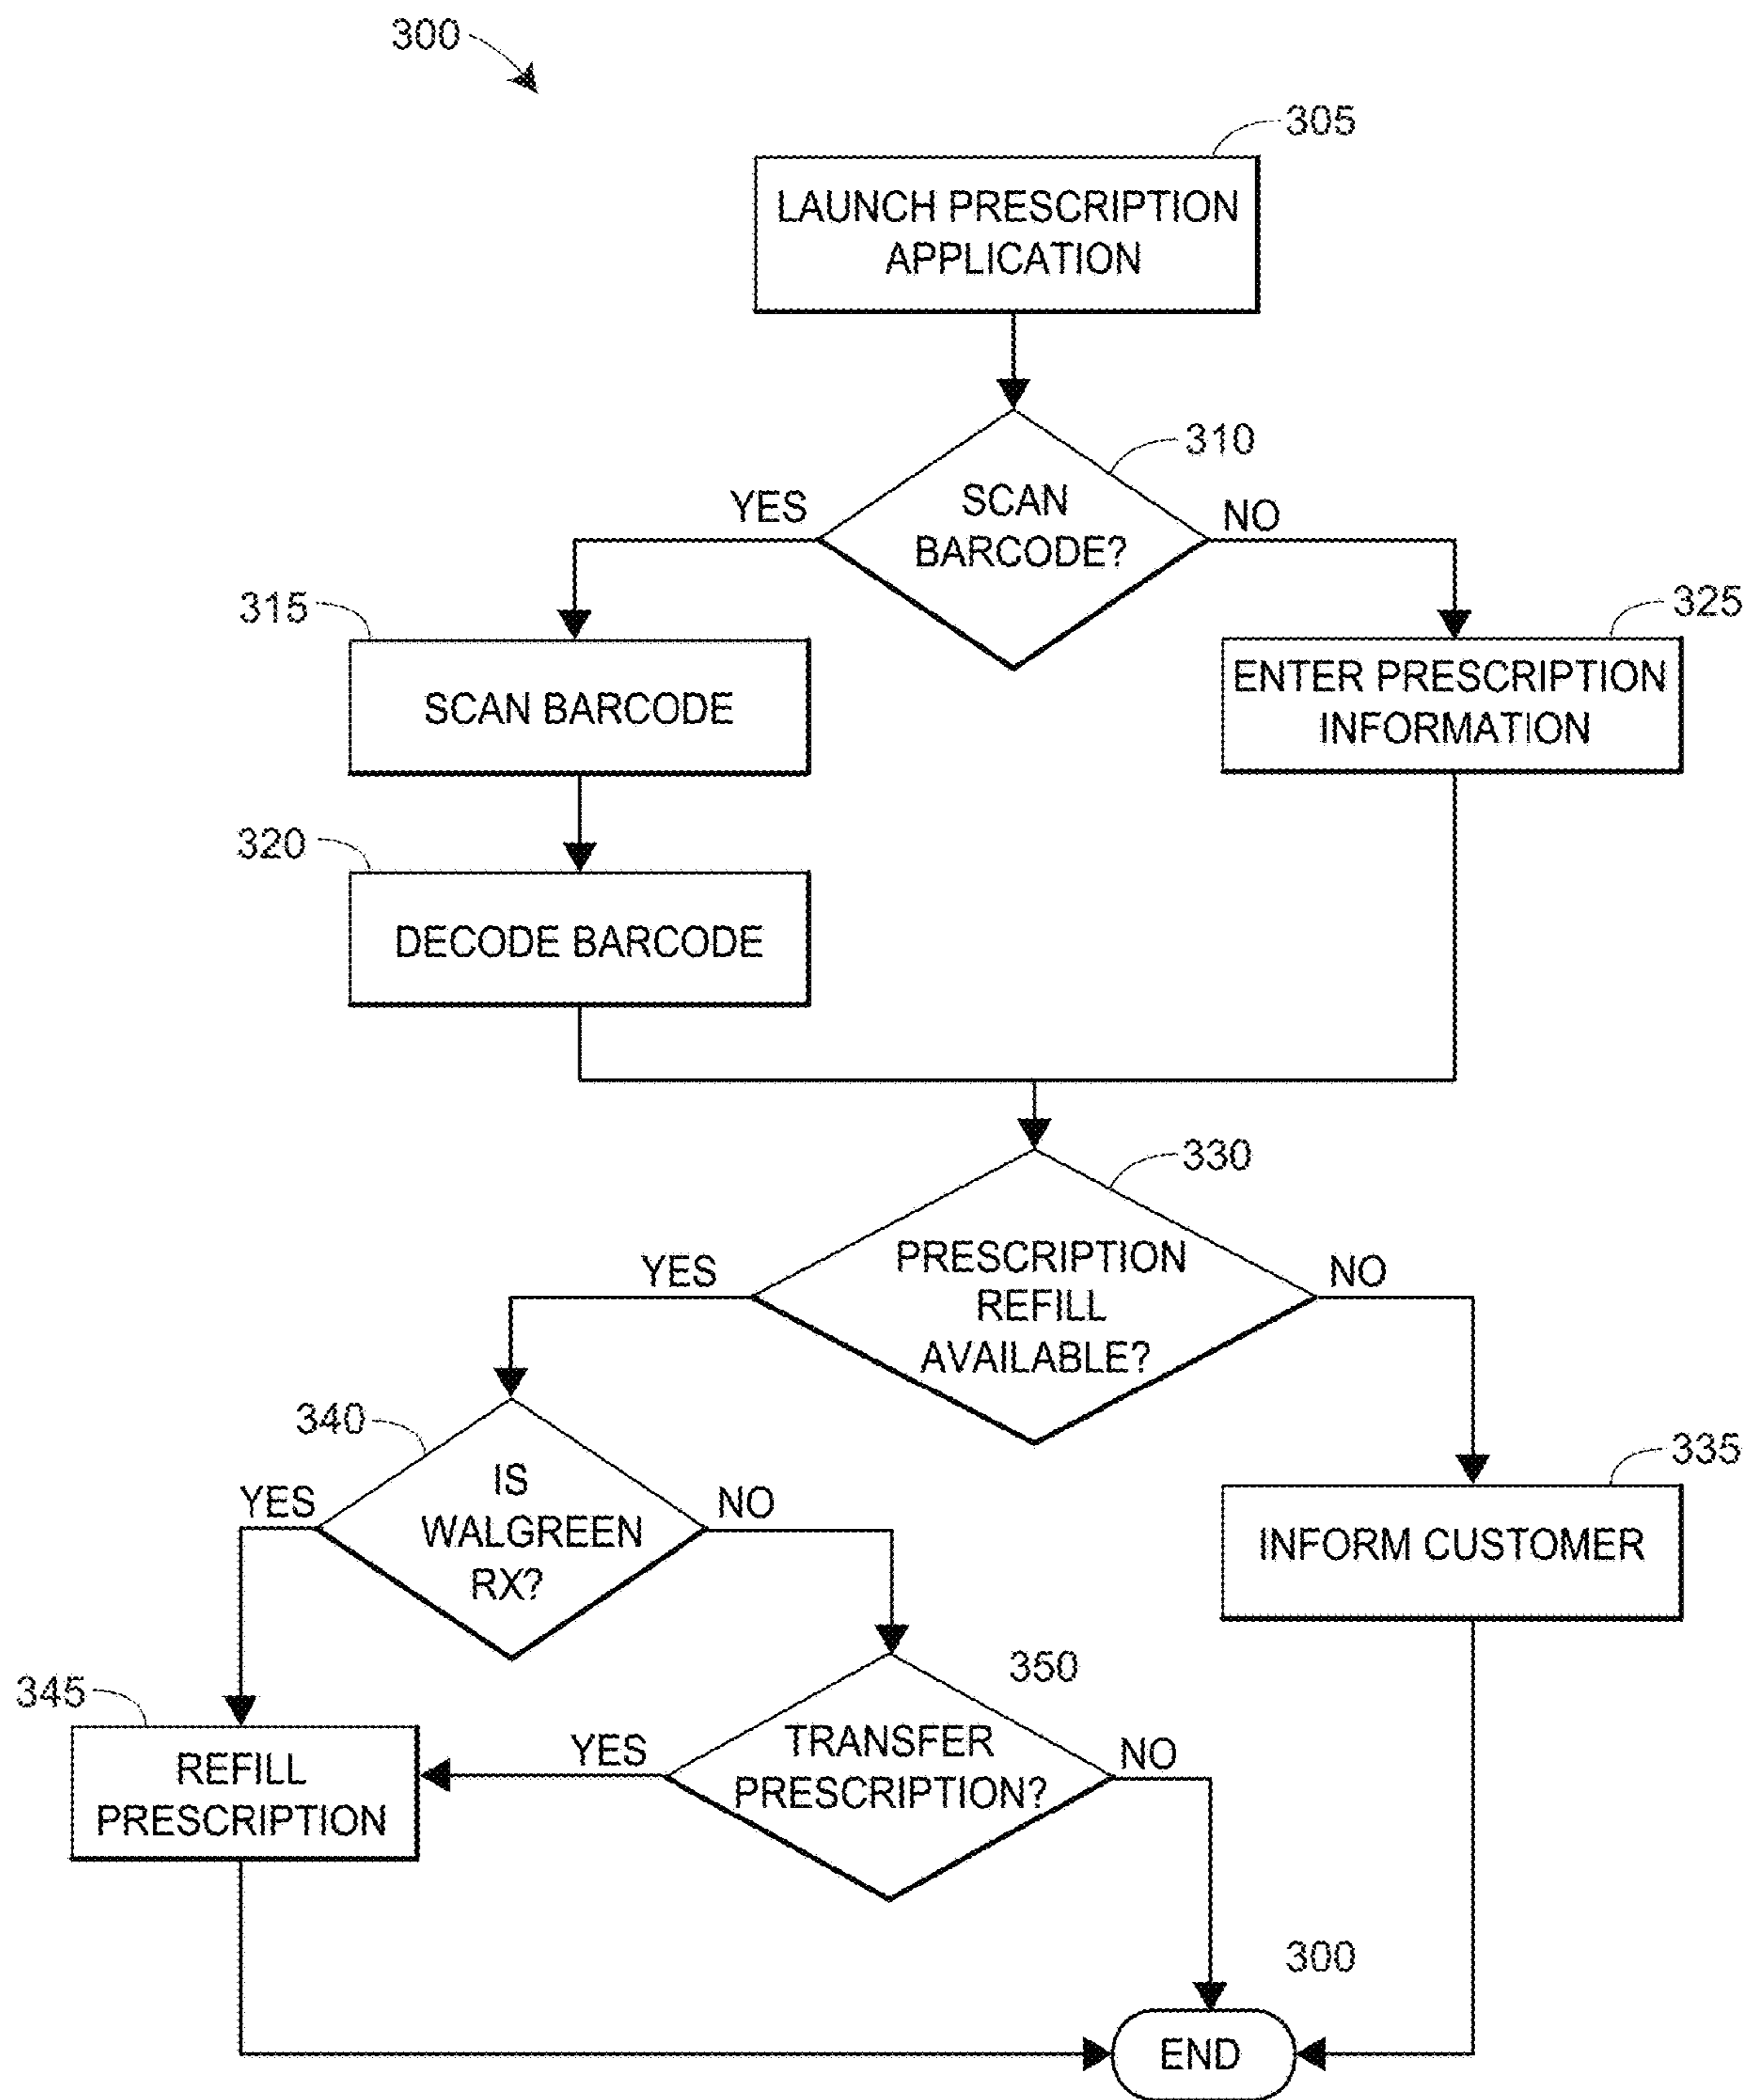 300
305
LAUNCH PRESCRIPTION
APPLICATION
310
SCAN
BARCODE?
YES
NO
315
SCAN BARCODE
325
ENTER PRESCRIPTION
INFORMATION
320
DECODE BARCODE
330
PRESCRIPTION
REFILL
AVAILABLE?
YES
NO
340
IS
WALGREEN
RX?
YES
NO
335
INFORM CUSTOMER
345
REFILL
PRESCRIPTION
350
TRANSFER
PRESCRIPTION?
YES
NO
300
END